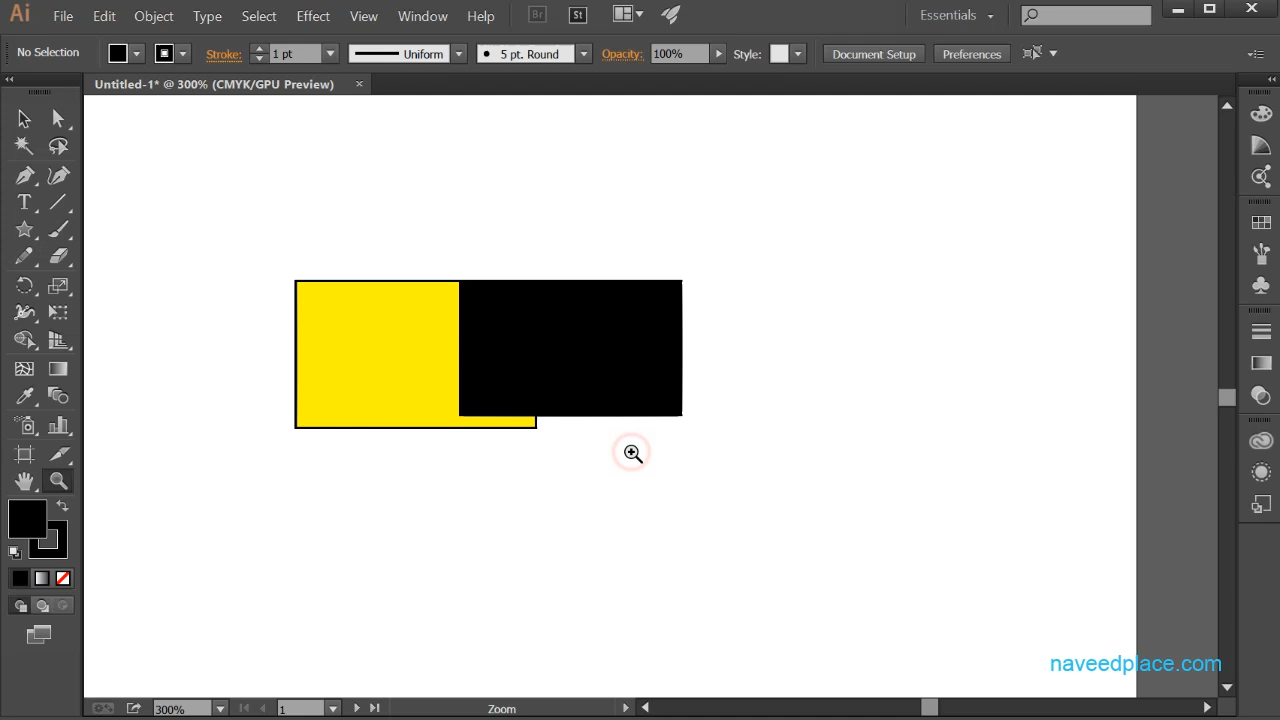 Ai File Edit Object Type Select Effect View Window Help Br St Essentials
No Selection Stroke: 1 pt Uniform 5 pt. Round Opacity: 100% Style: Document Setup Preferences
Untitled-1* @ 300% (CMYK/GPU Preview) ×
T
naveedplace.com
300% 1 Zoom